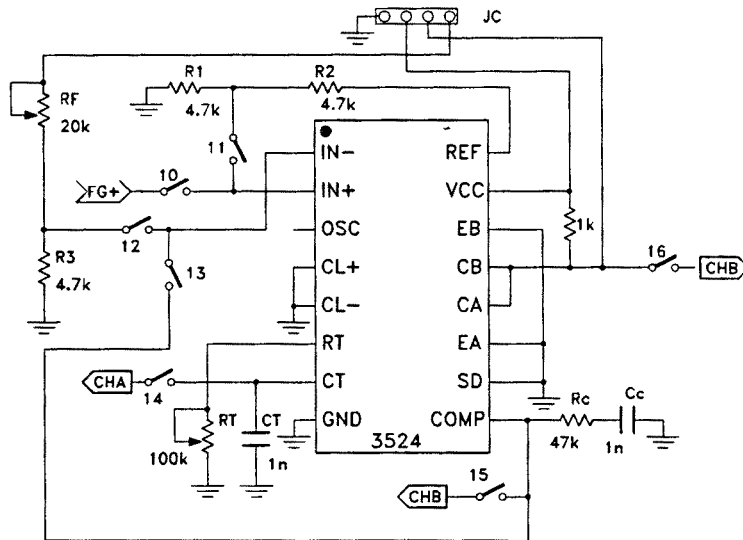 JC
R1
4.7k
R2
4.7k
RF
20k
11
10
FG+
12
13
R3
4.7k
IN-
IN+
OSC
CL+
CL-
RT
CT
GND
REF
VCC
EB
CB
CA
EA
SD
COMP
3524
1k
16
CHB
CHA
14
RT
100k
CT
1n
Rc
47k
Cc
1n
15
CHB